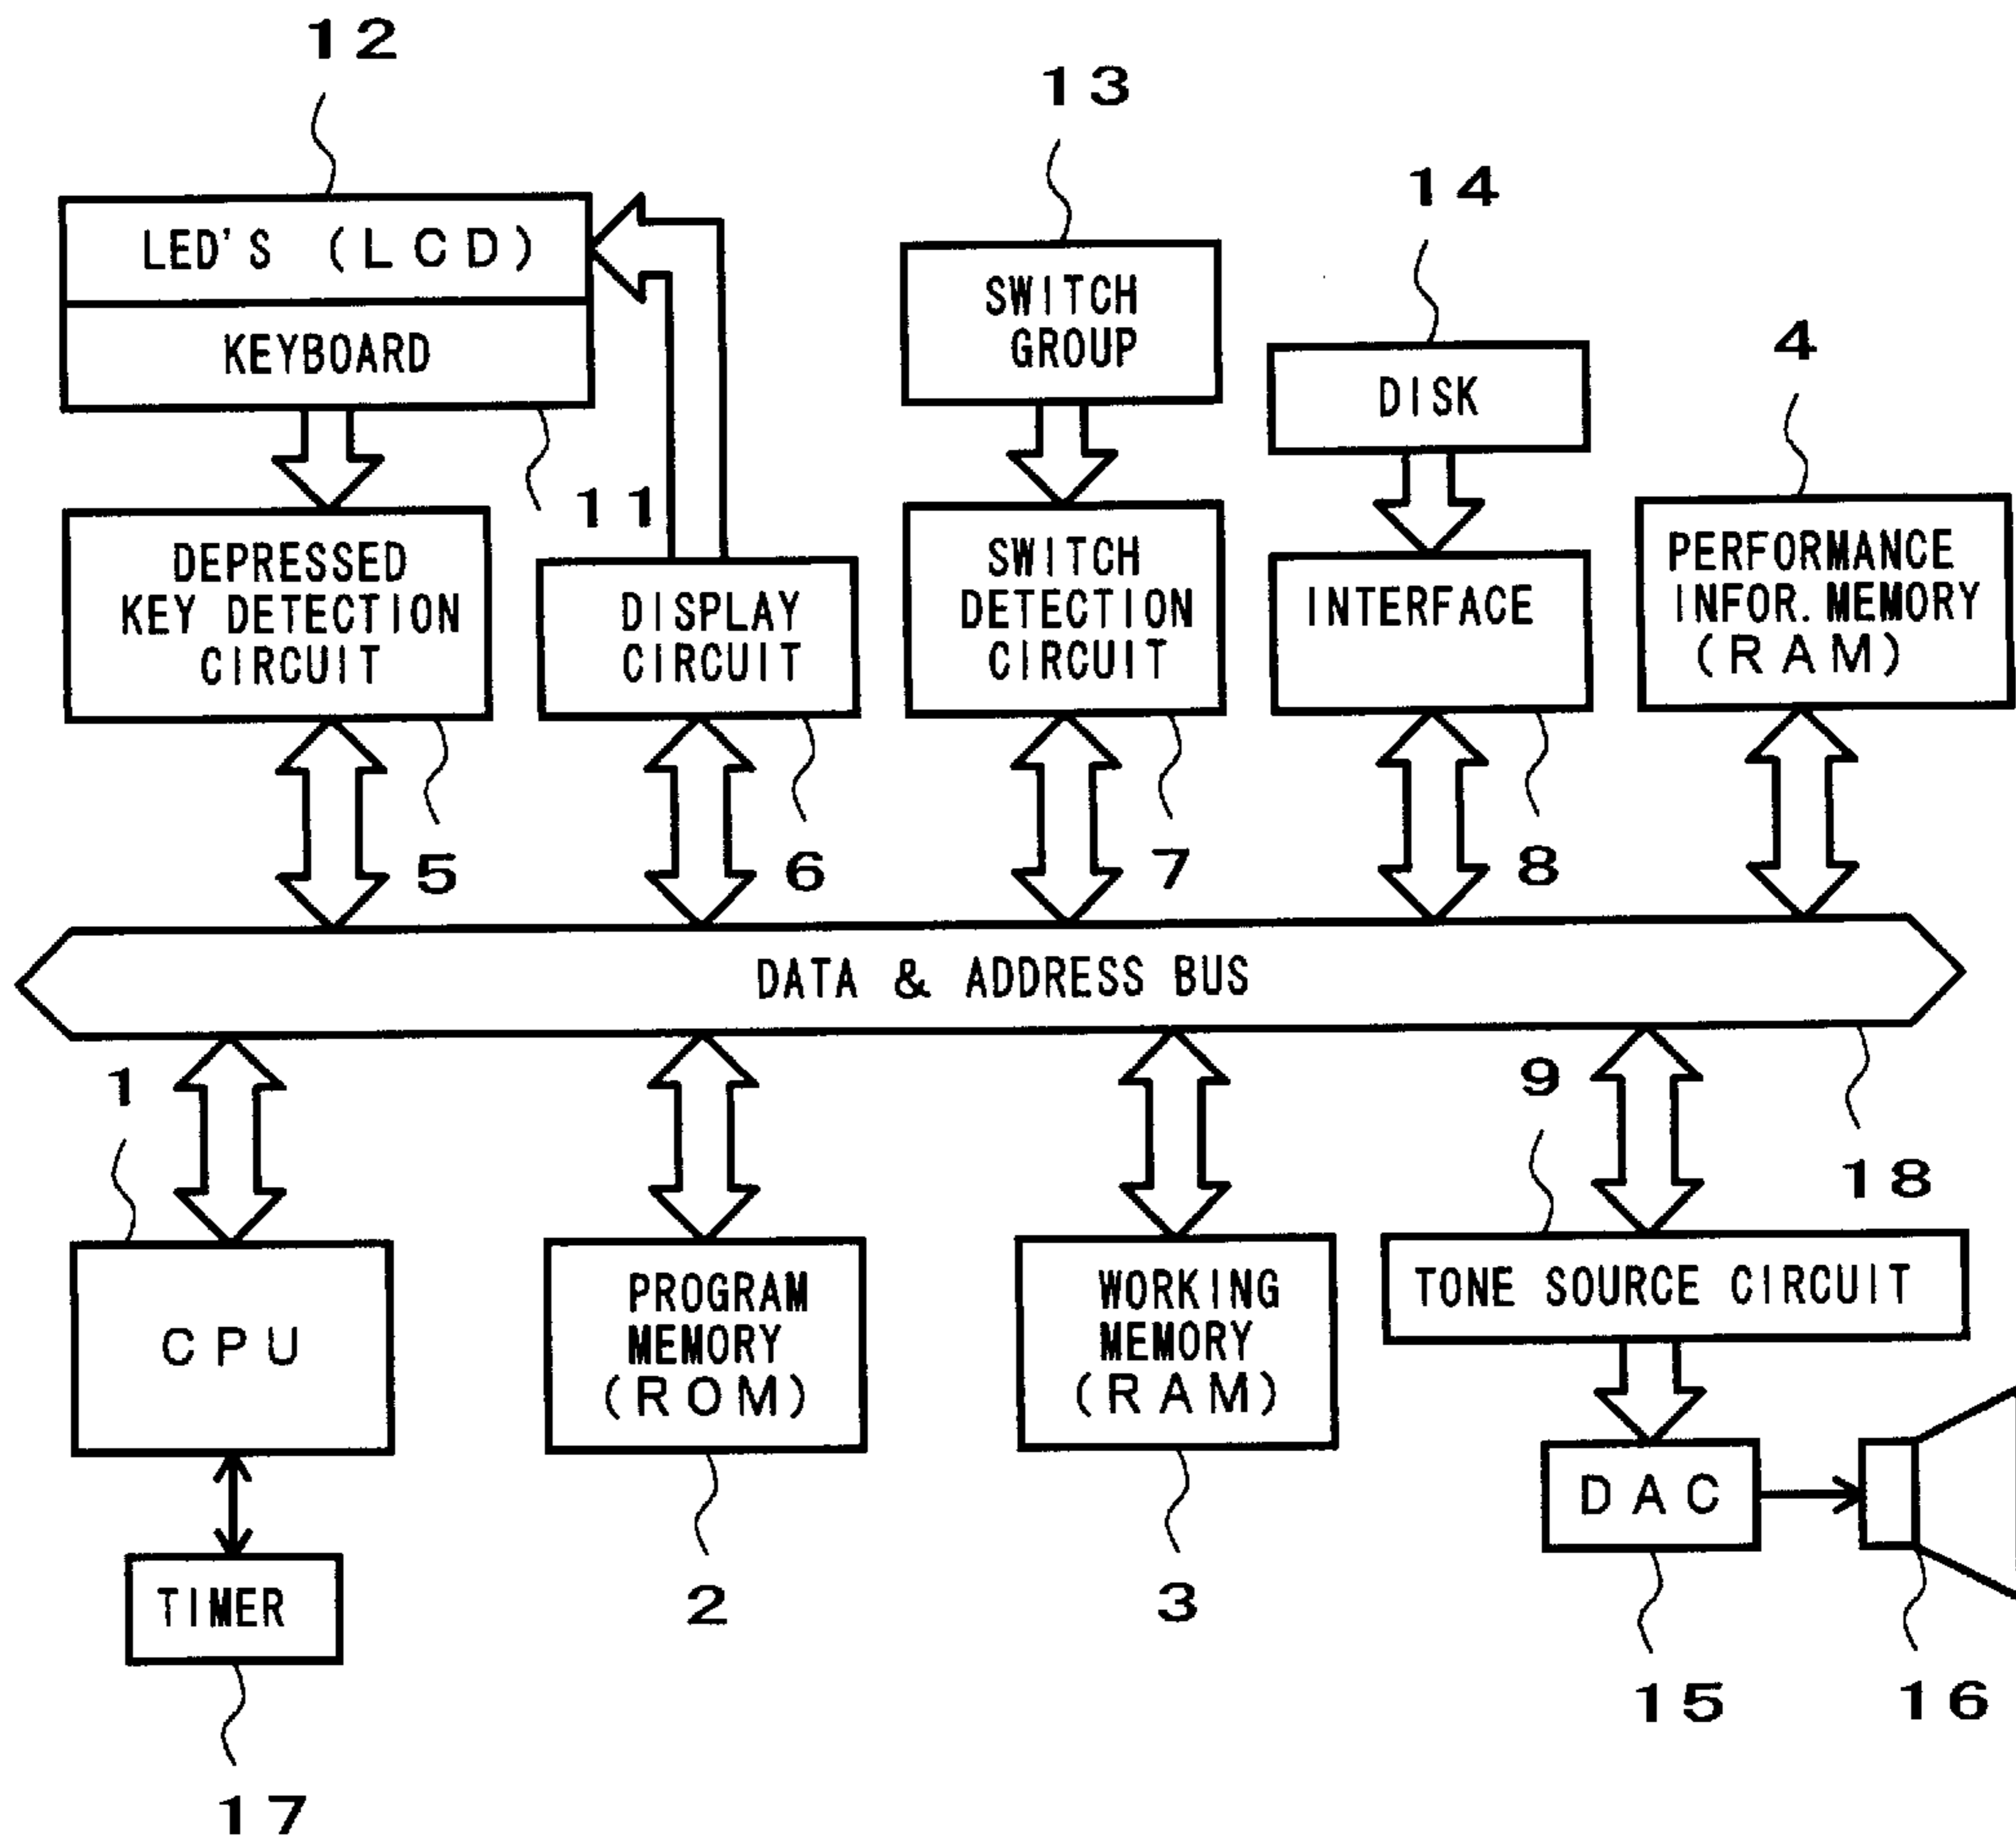 12
13
14
4
LED'S (LCD)
KEYBOARD
SWITCH
GROUP
DISK
11
DEPRESSED
KEY DETECTION
CIRCUIT
DISPLAY
CIRCUIT
SWITCH
DETECTION
CIRCUIT
INTERFACE
PERFORMANCE
INFOR. MEMORY
(RAM)
5
6
7
8
DATA & ADDRESS BUS
1
9
18
CPU
PROGRAM
MEMORY
(ROM)
WORKING
MEMORY
(RAM)
TONE SOURCE CIRCUIT
DAC
TIMER
2
3
15
16
17